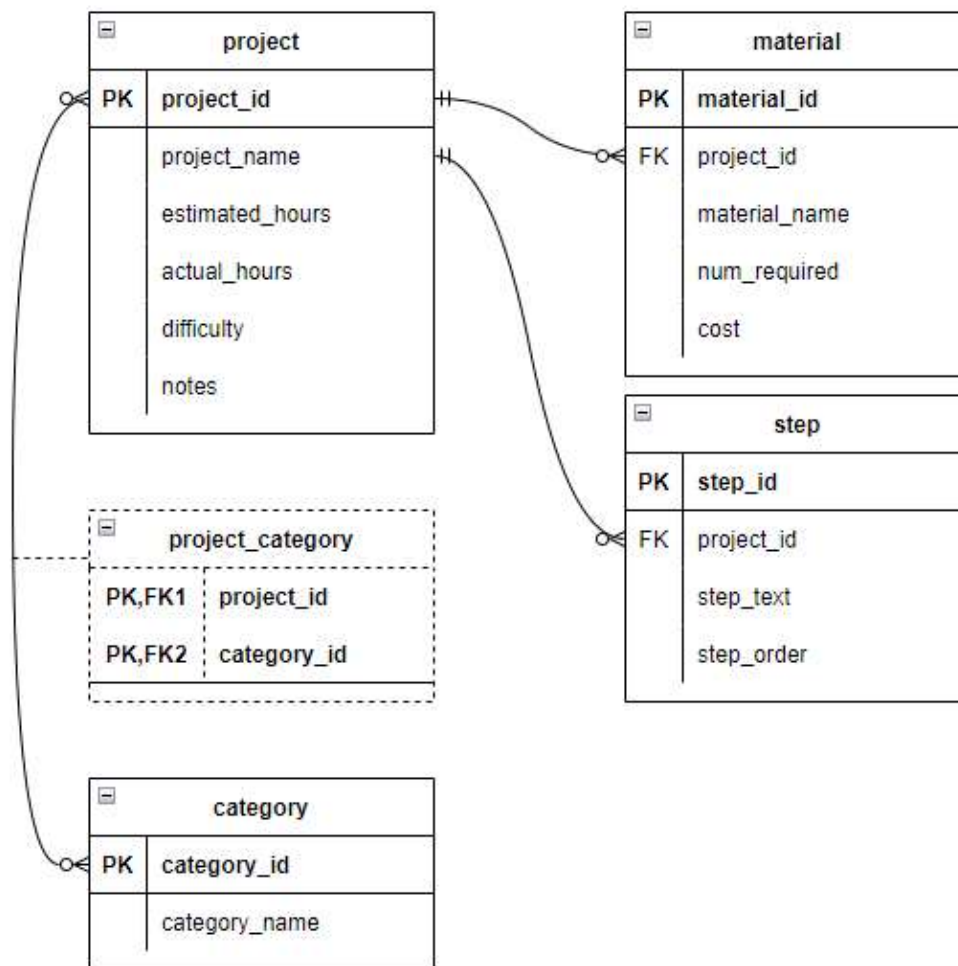 project
PK project_id
project_name
estimated_hours
actual_hours
difficulty
notes
material
PK material_id
FK project_id
material_name
num_required
cost
step
PK step_id
FK project_id
step_text
step_order
project_category
PK,FK1 project_id
PK,FK2 category_id
category
PK category_id
category_name